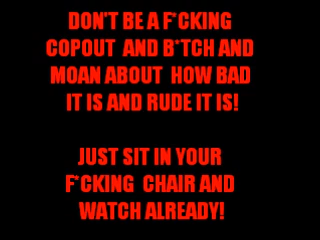 DON'T BE A F*CKING
COPOUT AND B*TCH AND
MOAN ABOUT HOW BAD
IT IS AND RUDE IT IS!
JUST SIT IN YOUR
F*CKING CHAIR AND
WATCH ALREADY!